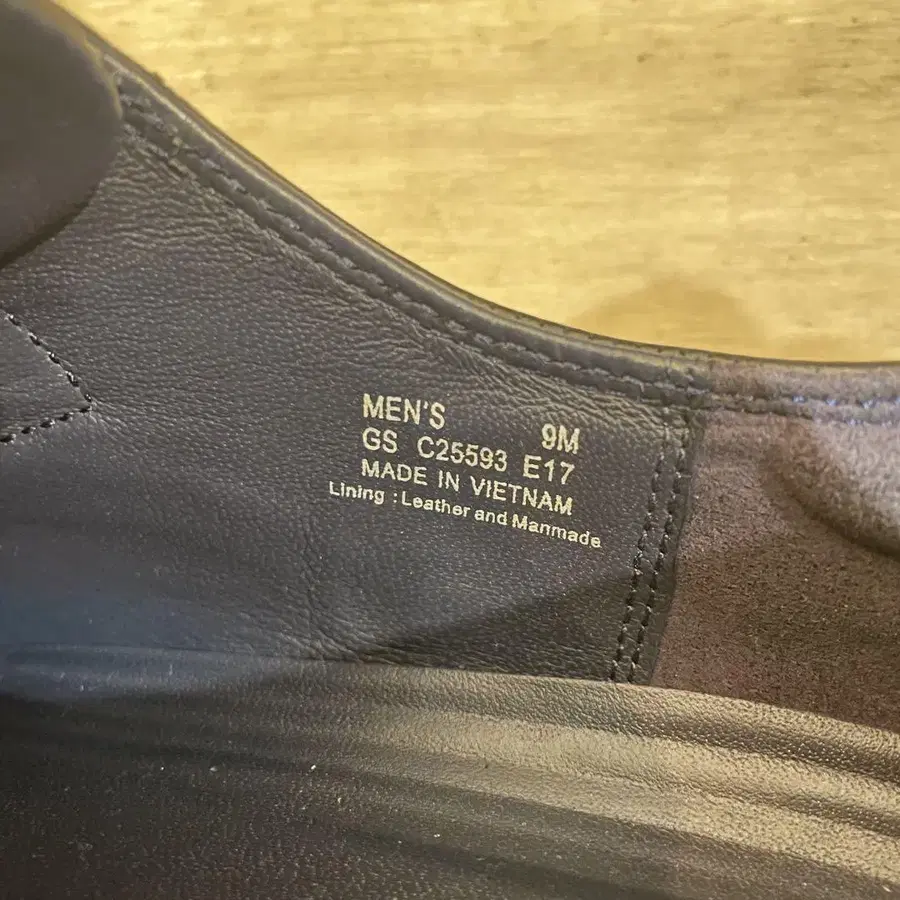 MEN'S 9M
GS C25593 E17
MADE IN VIETNAM
Lining : Leather and Manmade